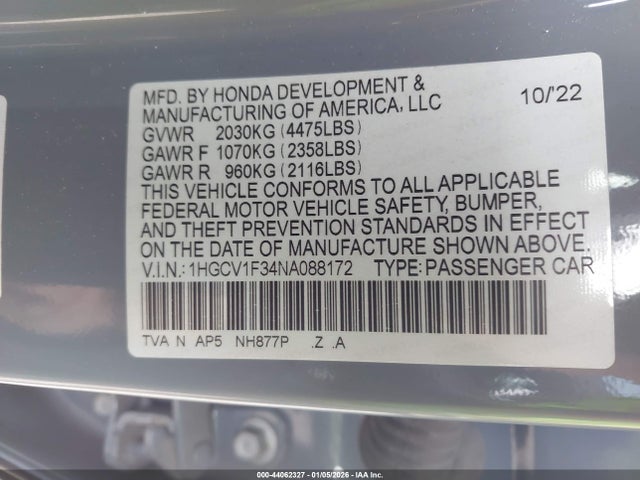 MFD. BY HONDA DEVELOPMENT &
MANUFACTURING OF AMERICA, LLC 10/'22
GVWR 2030KG (4475LBS)
GAWR F 1070KG (2358LBS)
GAWR R 960KG (2116LBS)
THIS VEHICLE CONFORMS TO ALL APPLICABLE
FEDERAL MOTOR VEHICLE SAFETY, BUMPER,
AND THEFT PREVENTION STANDARDS IN EFFECT
ON THE DATE OF MANUFACTURE SHOWN ABOVE.
V.I.N.: 1HGCV1F34NA088172 TYPE: PASSENGER CAR
TVA N AP5 NH877P .Z .A
000-44062327 - 01/05/2026 - IAA Inc.